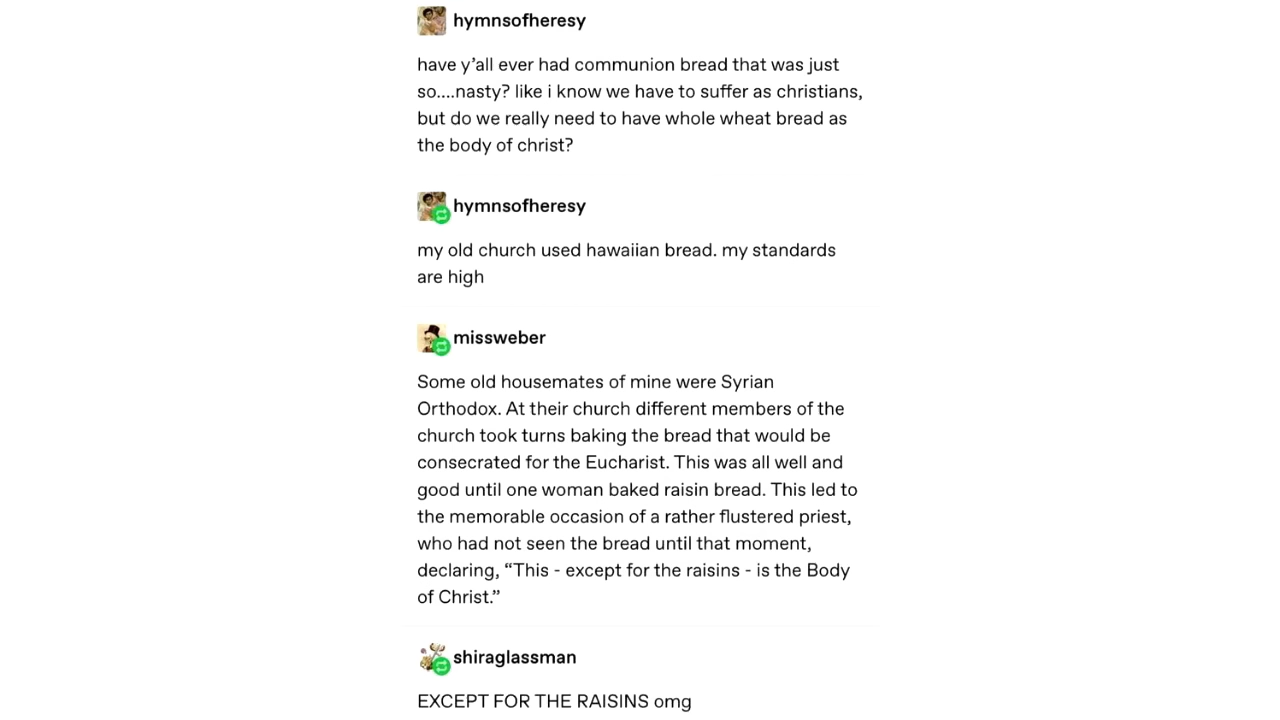 hymnsofheresy
have y’all ever had communion bread that was just
so....nasty? like i know we have to suffer as christians,
but do we really need to have whole wheat bread as
the body of christ?
hymnsofheresy
my old church used hawaiian bread. my standards
are high
missweber
Some old housemates of mine were Syrian
Orthodox. At their church different members of the
church took turns baking the bread that would be
consecrated for the Eucharist. This was all well and
good until one woman baked raisin bread. This led to
the memorable occasion of a rather flustered priest,
who had not seen the bread until that moment,
declaring, “This - except for the raisins - is the Body
of Christ.”
shiraglassman
EXCEPT FOR THE RAISINS omg